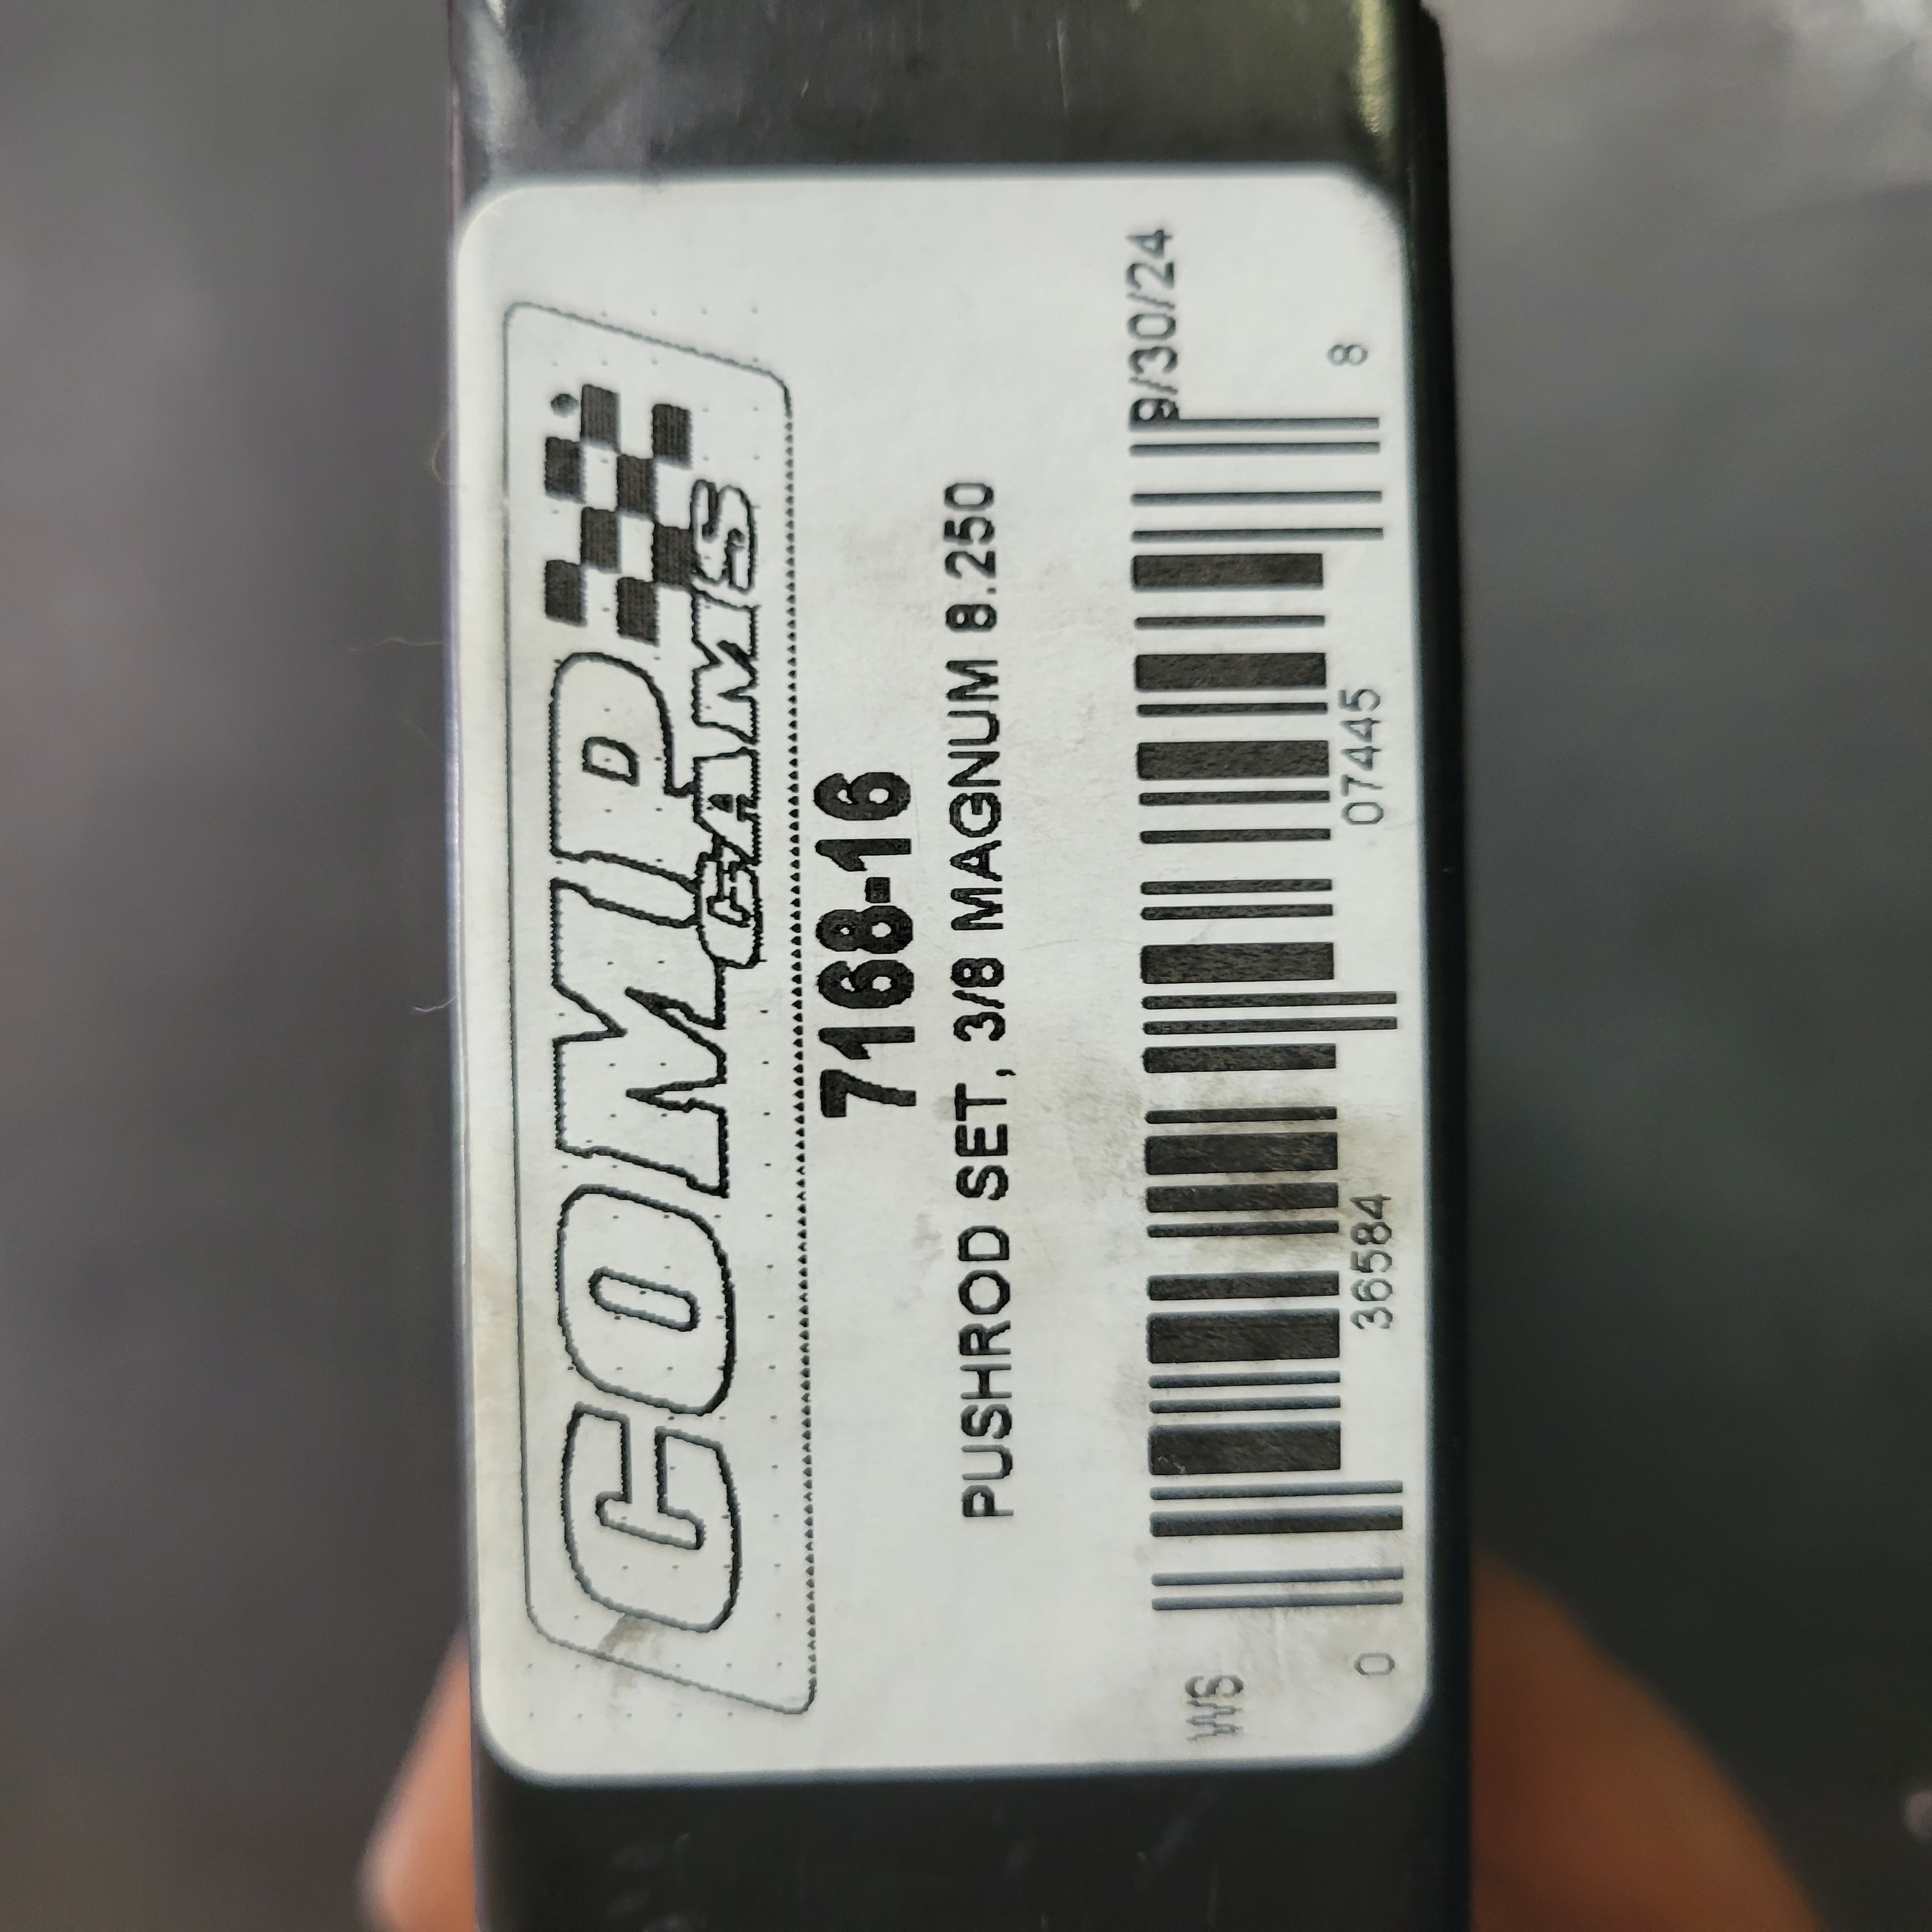 COMP
CAMS
7168-16
PUSHROD SET, 3/8 MAGNUM 8.250
WS
9/30/24
0 36584 07445 8